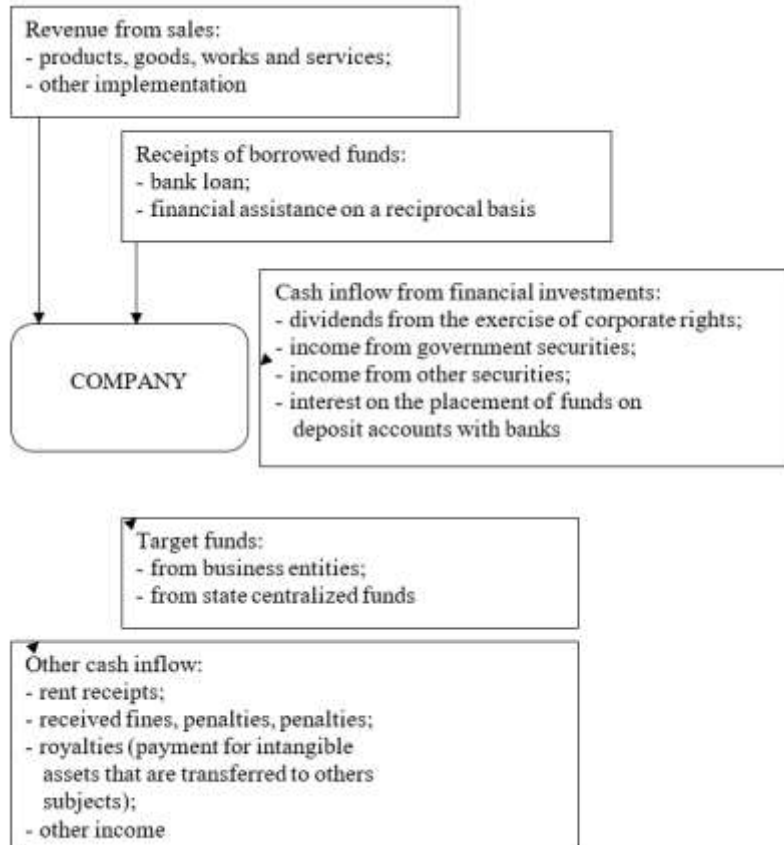 Revenue from sales:
- products, goods, works and services;
- other implementation
Receipts of borrowed funds:
- bank loan;
- financial assistance on a reciprocal basis
Cash inflow from financial investments:
- dividends from the exercise of corporate rights;
- income from government securities;
- income from other securities;
- interest on the placement of funds on
deposit accounts with banks
COMPANY
Target funds:
- from business entities;
- from state centralized funds
Other cash inflow:
- rent receipts;
- received fines, penalties, penalties;
- royalties (payment for intangible
assets that are transferred to others
subjects);
- other income